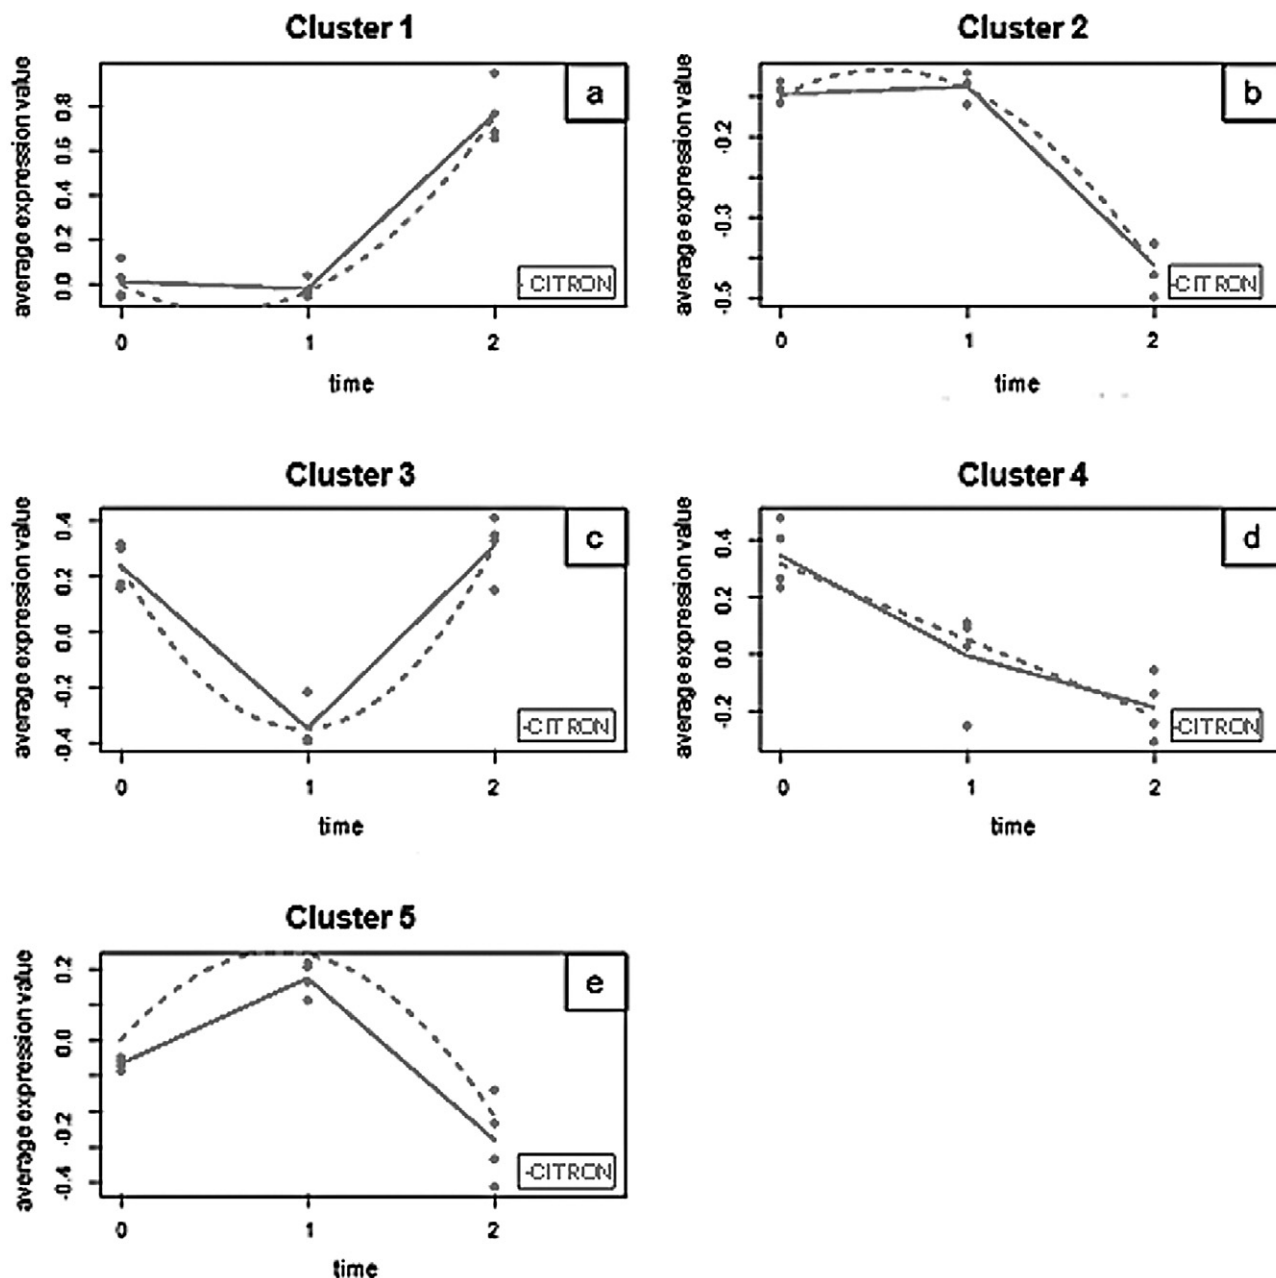 Cluster 1
a
average expression value
0.8
0.6
0.4
0.2
0.0
- CITRON
0 1 2
time
Cluster 2
b
average expression value
-0.2
-0.3
-0.5
-CITRON
0 1 2
time
Cluster 3
c
average expression value
0.4
0.2
0.0
-0.2
-0.4
-CITRON
0 1 2
time
Cluster 4
d
average expression value
0.4
0.2
0.0
-0.2
-CITRON
0 1 2
time
Cluster 5
e
average expression value
0.2
0.0
-0.2
-0.4
-CITRON
0 1 2
time